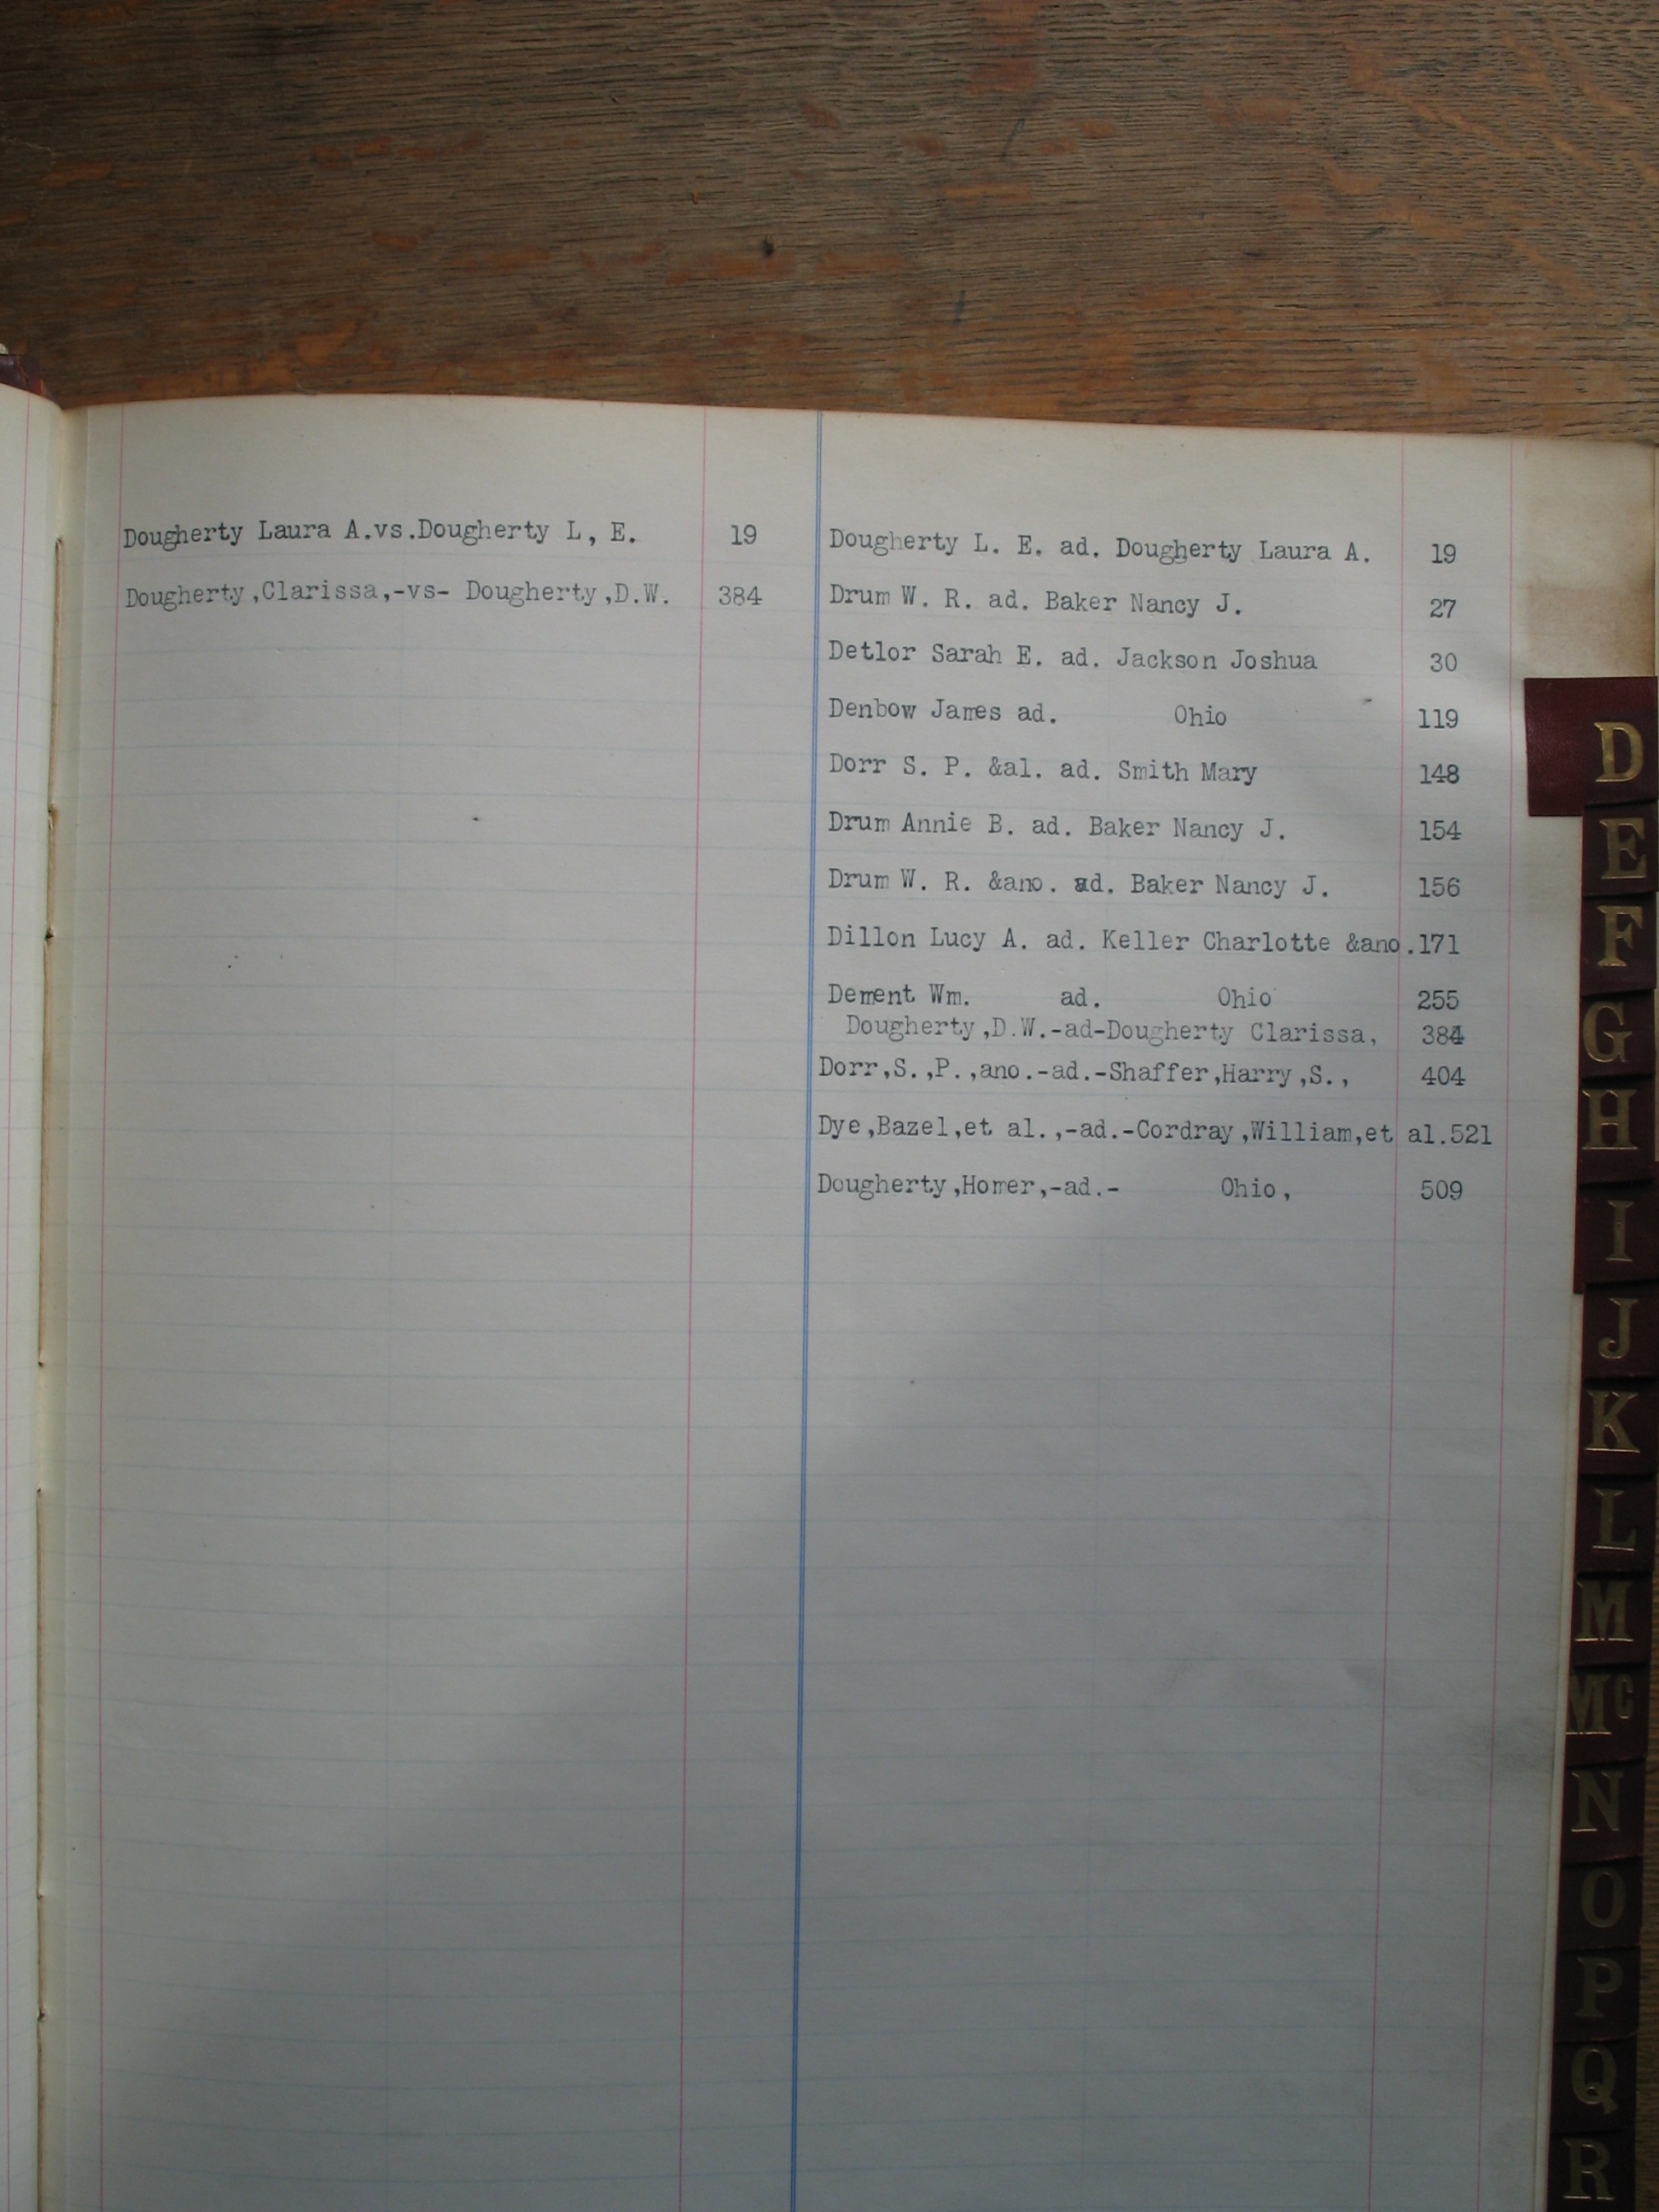 Dougherty Laura A.vs.Dougherty L, E. 19
Dougherty,Clarissa,-vs- Dougherty,D.W. 384
Dougherty L. E. ad. Dougherty Laura A. 19
Drum W. R. ad. Baker Nancy J. 27
Detlor Sarah E. ad. Jackson Joshua 30
Denbow James ad. Ohio 119
Dorr S. P. &al. ad. Smith Mary 148
Drum Annie B. ad. Baker Nancy J. 154
Drum W. R. &ano. ad. Baker Nancy J. 156
Dillon Lucy A. ad. Keller Charlotte &ano.171
Dement Wm. ad. Ohio 255
Dougherty,D.W.-ad-Dougherty Clarissa, 384
Dorr,S.,P.,ano.-ad.-Shaffer,Harry,S., 404
Dye,Bazel,et al.,-ad.-Cordray,William,et al.521
Dougherty,Homer,-ad.- Ohio, 509
D
E
F
G
H
I
J
K
L
M
Mc
N
O
P
Q
R